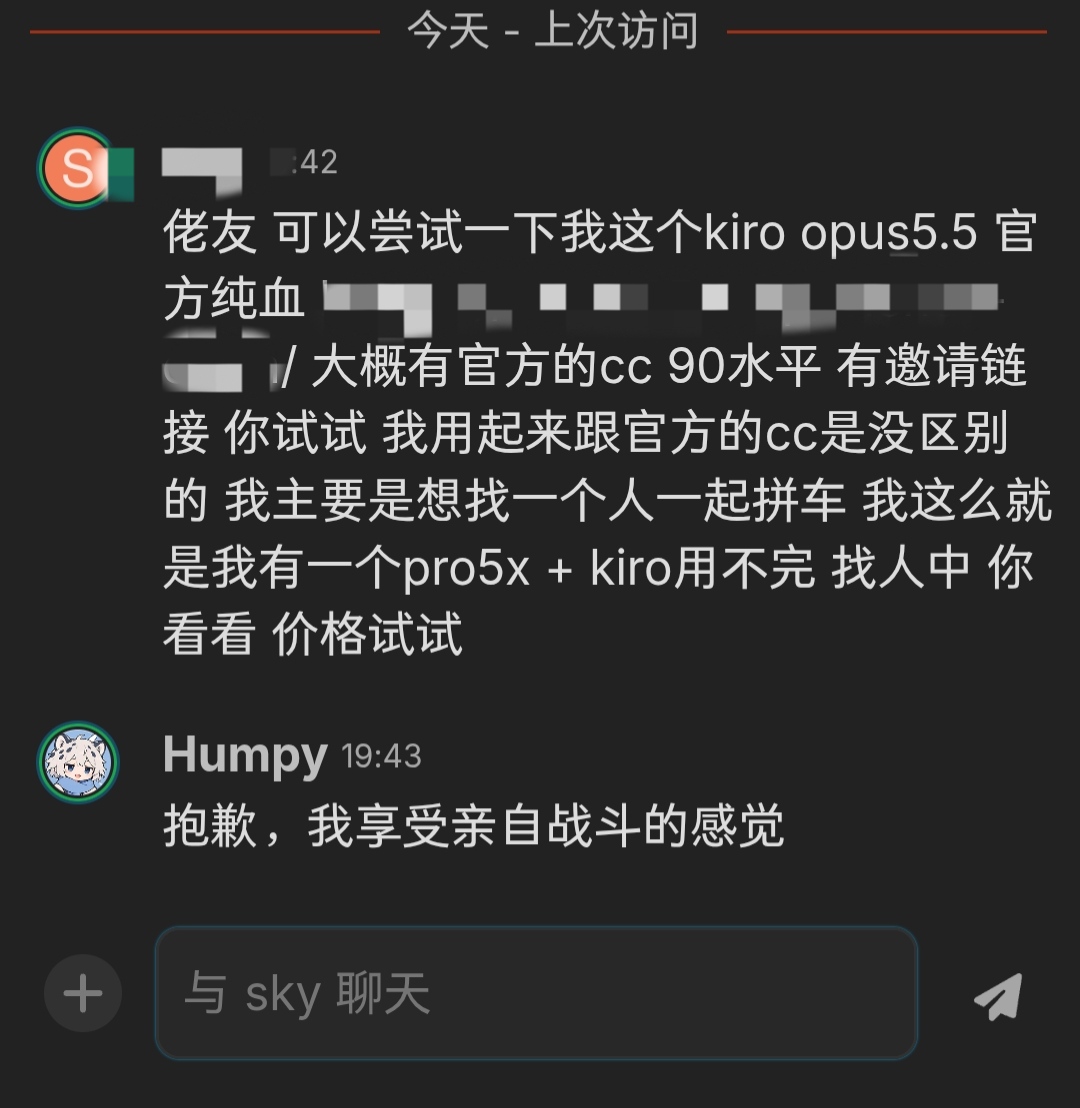 今天 - 上次访问
S
:42
佬友 可以尝试一下我这个kiro opus5.5 官
方纯血
/ 大概有官方的cc 90水平 有邀请链
接 你试试 我用起来跟官方的cc是没区别
的 我主要是想找一个人一起拼车 我这么就
是我有一个pro5x + kiro用不完 找人中 你
看看 价格试试
Humpy 19:43
抱歉，我享受亲自战斗的感觉
与 sky 聊天